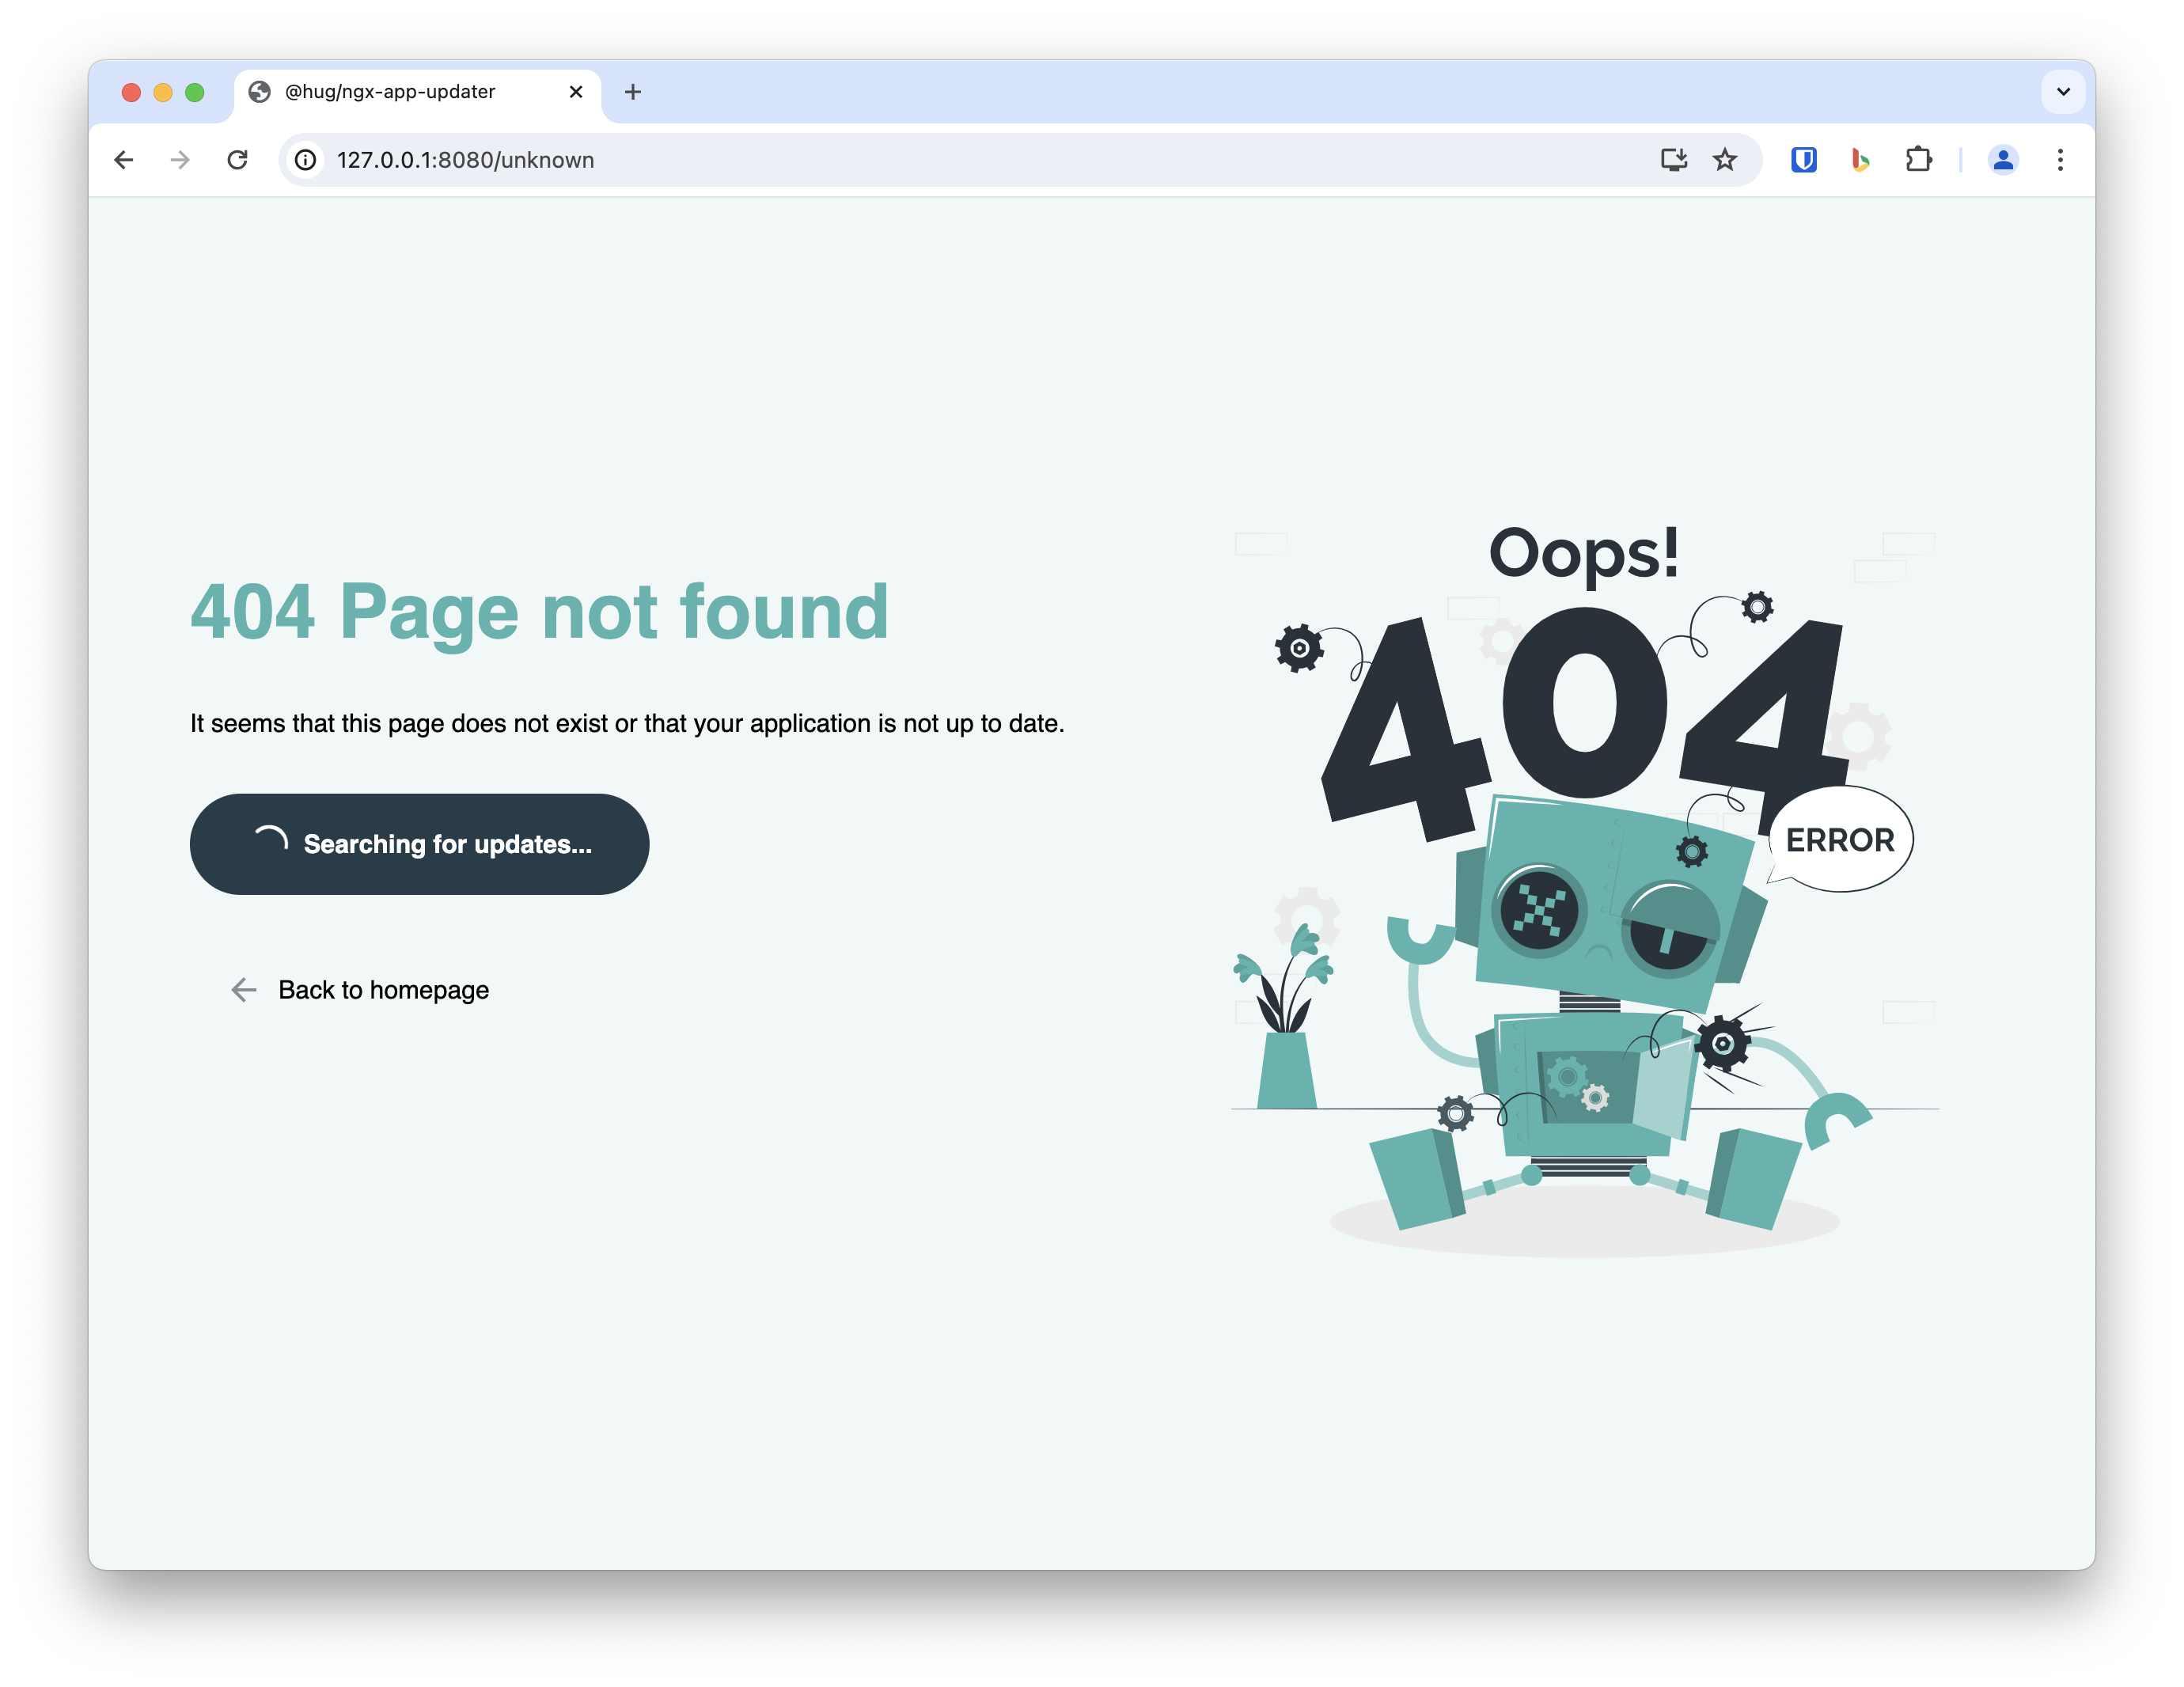 @hug/ngx-app-updater
127.0.0.1:8080/unknown
404 Page not found
It seems that this page does not exist or that your application is not up to date.
Searching for updates...
Back to homepage
Oops!
404
ERROR